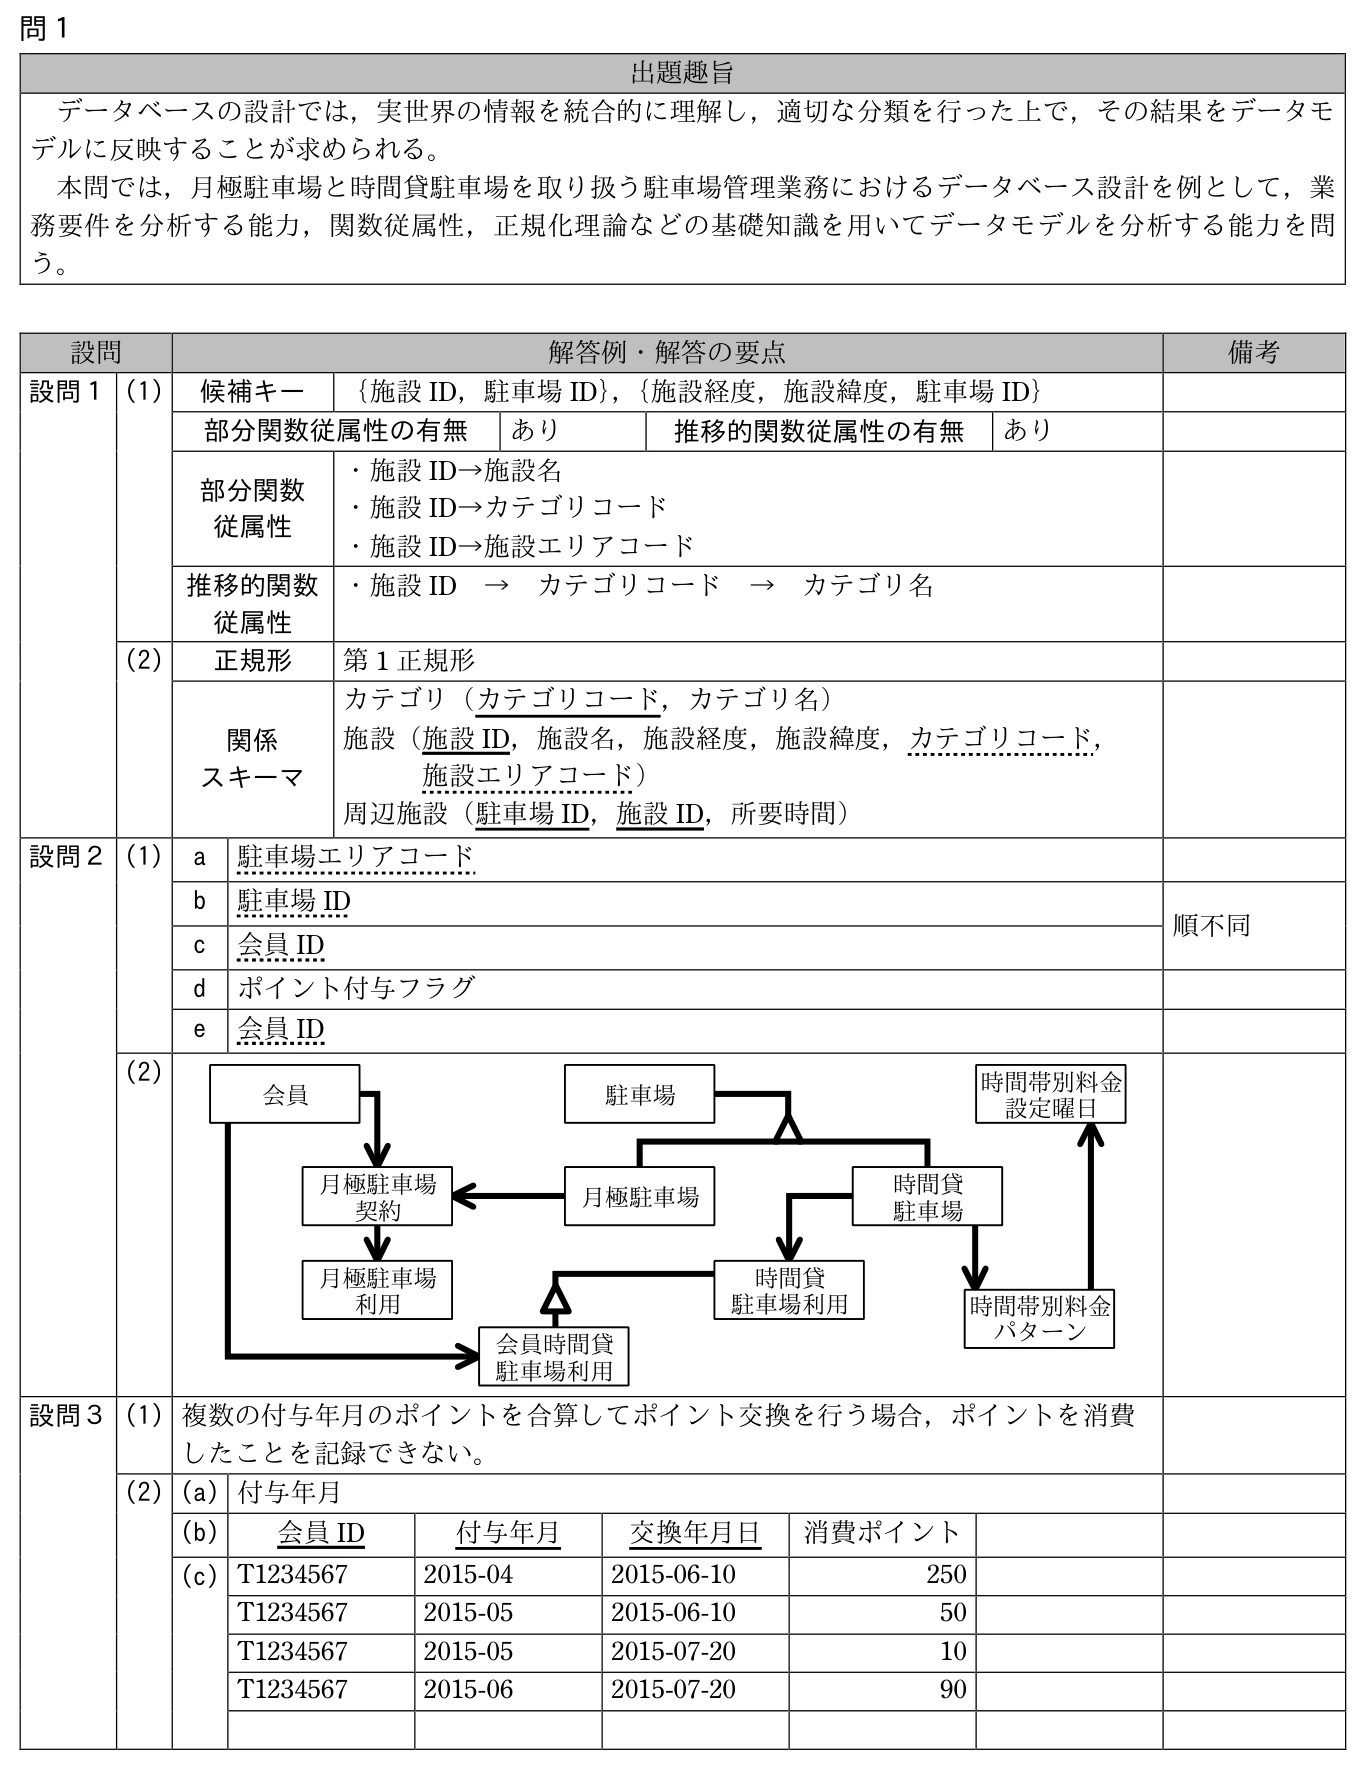 問1
出題趣旨
データベースの設計では，実世界の情報を統合的に理解し，適切な分類を行った上で，その結果をデータモ
デルに反映することが求められる。
本問では，月極駐車場と時間貸駐車場を取り扱う駐車場管理業務におけるデータベース設計を例として，業
務要件を分析する能力，関数従属性，正規化理論などの基礎知識を用いてデータモデルを分析する能力を問
う。
設問 解答例・解答の要点 備考
設問1 (1) 候補キー {施設 ID，駐車場 ID}，{施設経度，施設緯度，駐車場 ID}
部分関数従属性の有無 あり 推移的関数従属性の有無 あり
部分関数
従属性
・施設 ID→施設名
・施設 ID→カテゴリコード
・施設 ID→施設エリアコード
推移的関数
従属性
・施設 ID → カテゴリコード → カテゴリ名
(2) 正規形 第 1 正規形
関係
スキーマ
カテゴリ（カテゴリコード，カテゴリ名）
施設（施設 ID，施設名，施設経度，施設緯度，カテゴリコード，
施設エリアコード）
周辺施設（駐車場 ID，施設 ID，所要時間）
設問2 (1) a 駐車場エリアコード
b 駐車場 ID
順不同
c 会員 ID
d ポイント付与フラグ
e 会員 ID
(2)
会員
駐車場
時間帯別料金
設定曜日
月極駐車場
契約
月極駐車場
時間貸
駐車場
月極駐車場
利用
時間貸
駐車場利用
時間帯別料金
パターン
会員時間貸
駐車場利用
設問3 (1) 複数の付与年月のポイントを合算してポイント交換を行う場合，ポイントを消費
したことを記録できない。
(2) (a) 付与年月
(b) 会員 ID 付与年月 交換年月日 消費ポイント
(c) T1234567 2015-04 2015-06-10 250
T1234567 2015-05 2015-06-10 50
T1234567 2015-05 2015-07-20 10
T1234567 2015-06 2015-07-20 90